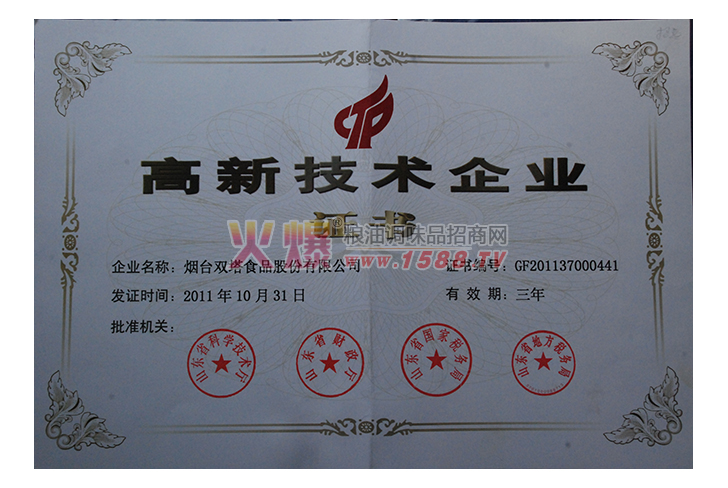 高新技术企业
证书
火爆®粮油调味品招商网
www.1588.TV
企业名称：烟台双塔食品股份有限公司
证书编号：GF201137000441
发证时间：2011年10月31日
有 效 期：三年
批准机关：
山东省科学技术厅
山东省财政厅
山东省国家税务局
山东省地方税务局